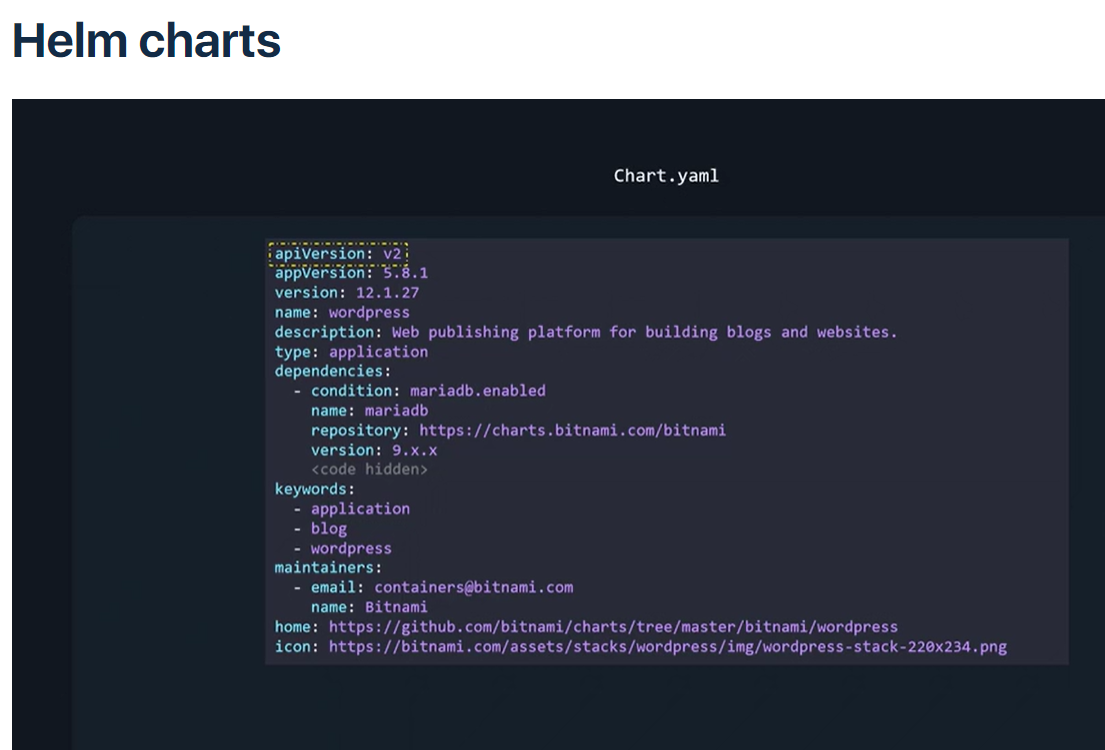 Helm charts
Chart.yaml
apiVersion: v2
appVersion: 5.8.1
version: 12.1.27
name: wordpress
description: Web publishing platform for building blogs and websites.
type: application
dependencies:
  - condition: mariadb.enabled
    name: mariadb
    repository: https://charts.bitnami.com/bitnami
    version: 9.x.x
    <code hidden>
keywords:
  - application
  - blog
  - wordpress
maintainers:
  - email: containers@bitnami.com
    name: Bitnami
home: https://github.com/bitnami/charts/tree/master/bitnami/wordpress
icon: https://bitnami.com/assets/stacks/wordpress/img/wordpress-stack-220x234.png